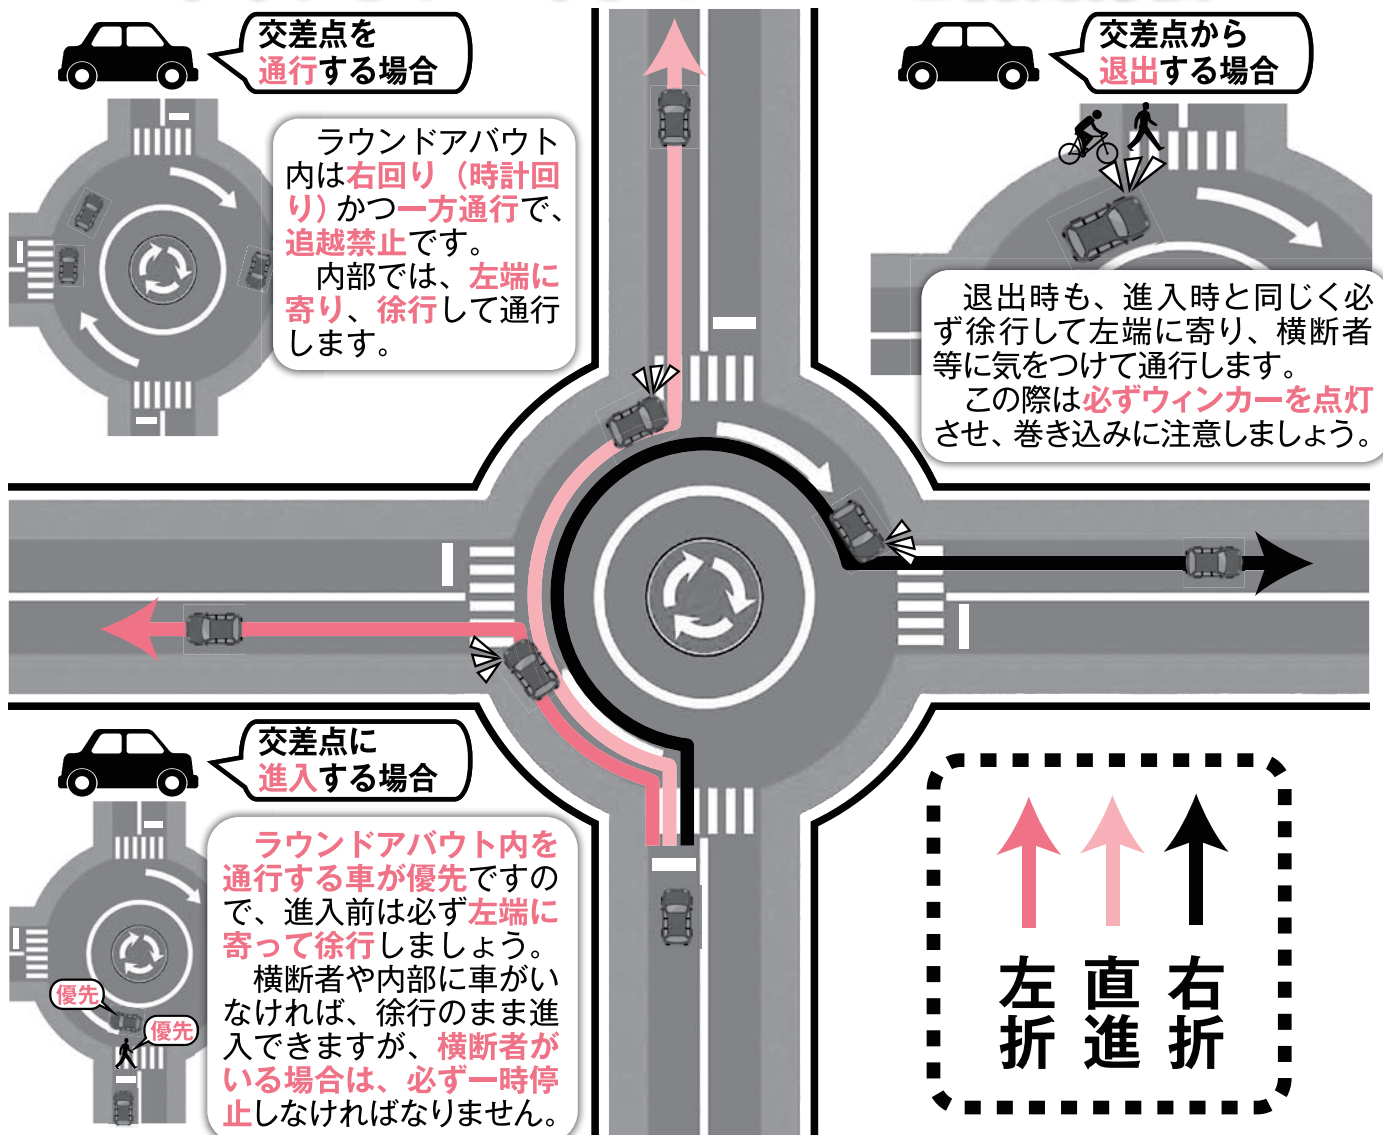 交差点を
通行する場合
ラウンドアバウト
内は右回り（時計回
り）かつ一方通行で、
追越禁止です。
内部では、左端に
寄り、徐行して通行
します。
交差点から
退出する場合
退出時も、進入時と同じく必
ず徐行して左端に寄り、横断者
等に気をつけて通行します。
この際は必ずウィンカーを点灯
させ、巻き込みに注意しましょう。
交差点に
進入する場合
ラウンドアバウト内を
通行する車が優先ですの
で、進入前は必ず左端に
寄って徐行しましょう。
横断者や内部に車がい
なければ、徐行のまま進
入できますが、横断者が
いる場合は、必ず一時停
止しなければなりません。
優先
優先
左折
直進
右折